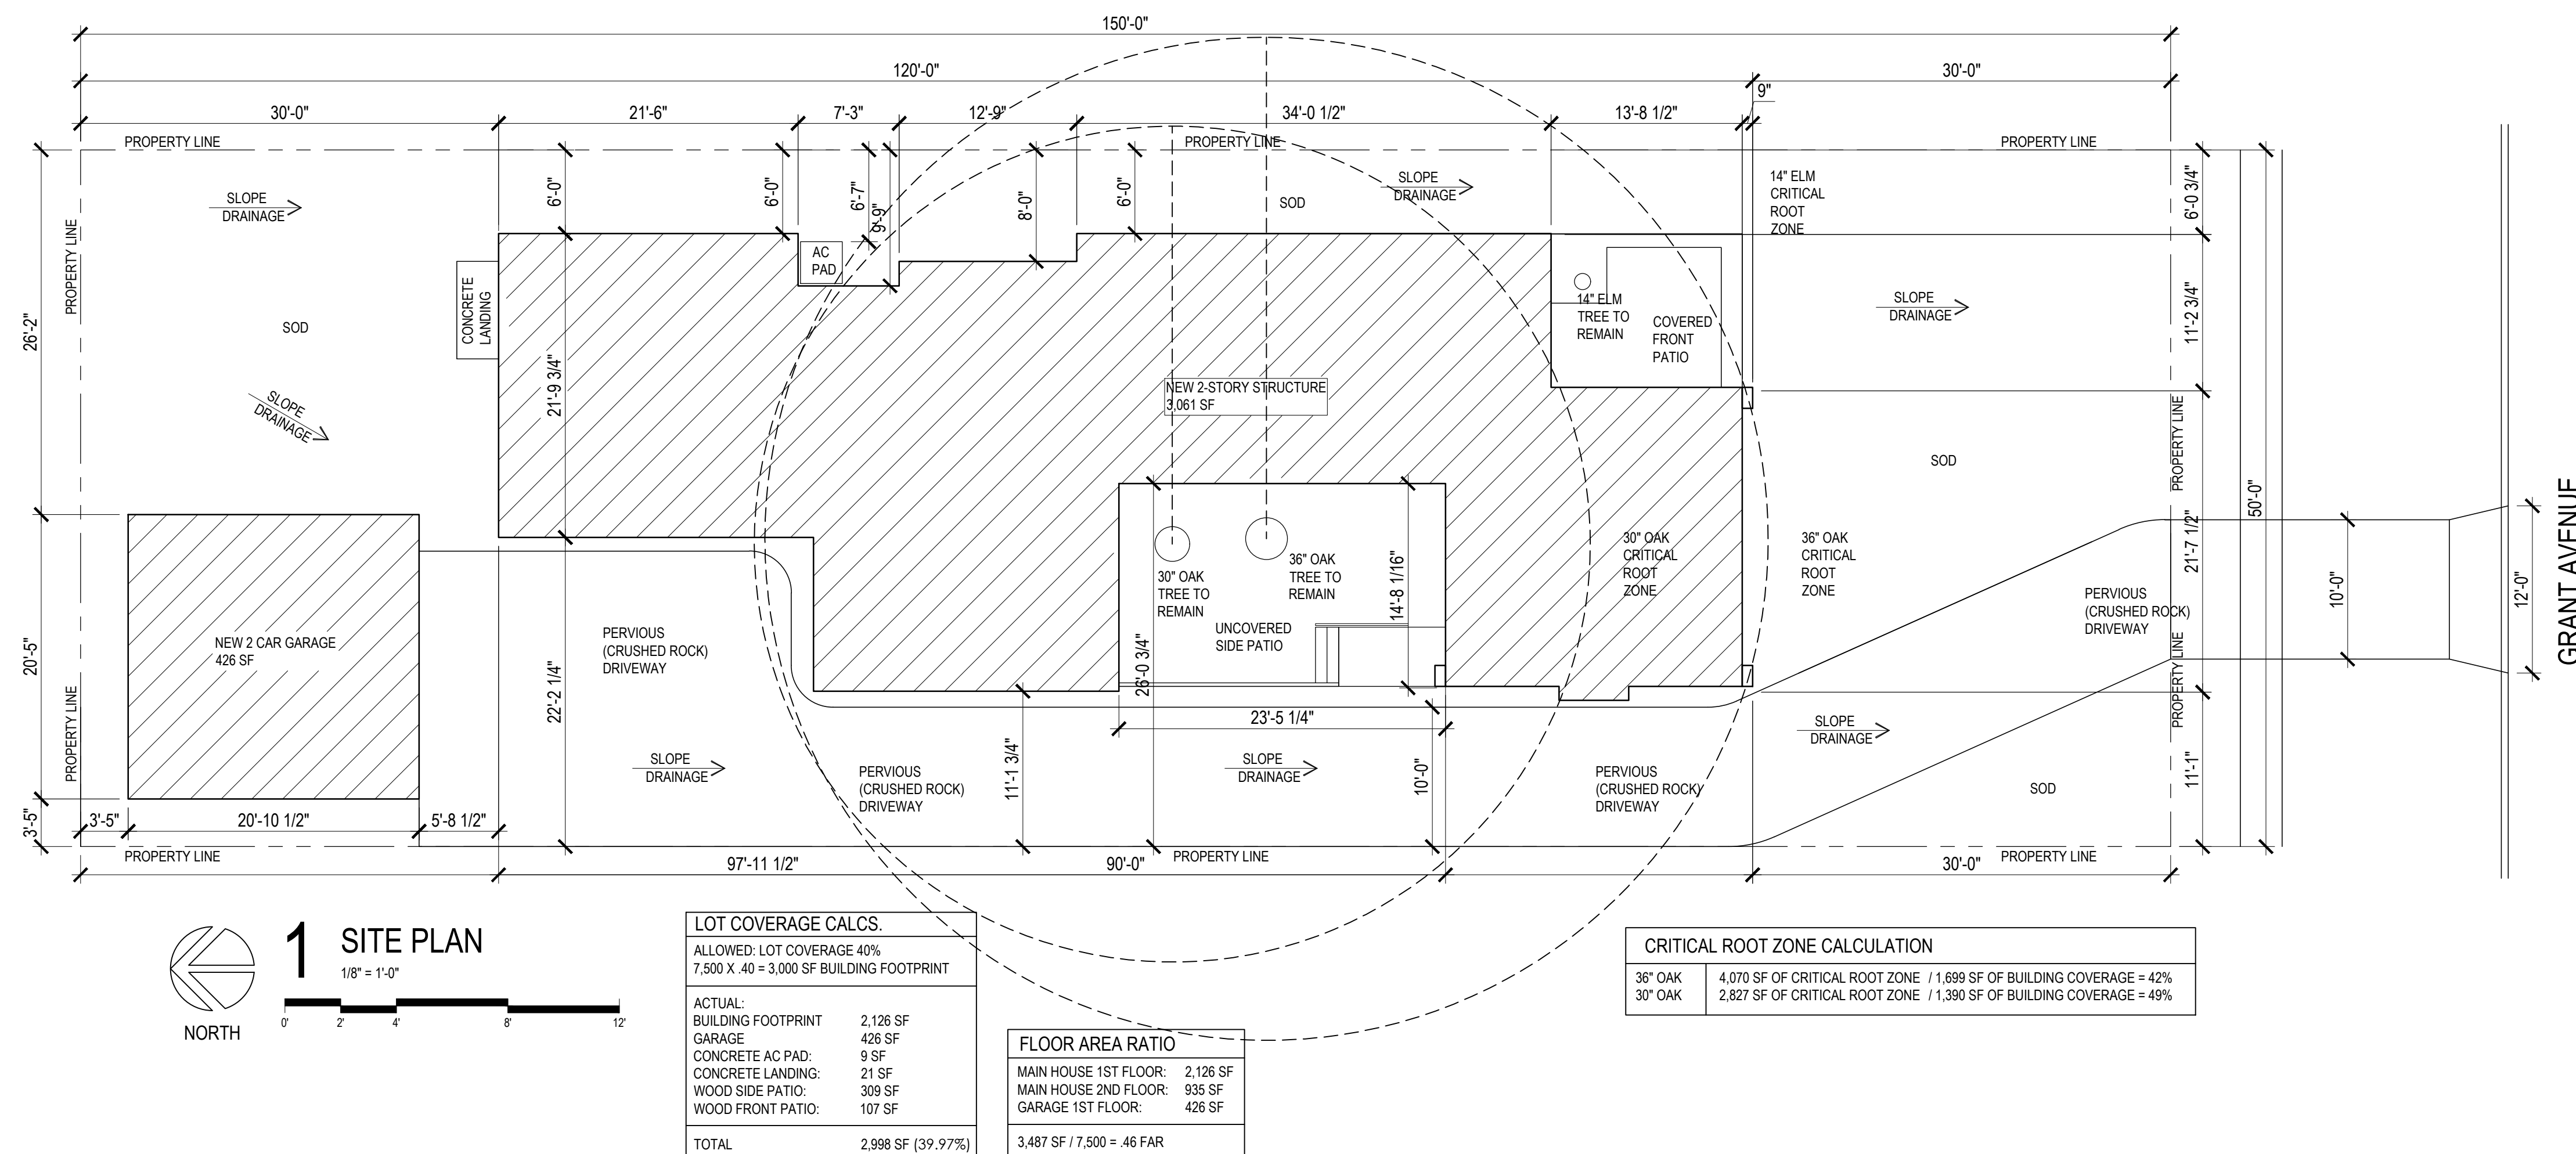 150'-0"
120'-0"
30'-0"
9"
30'-0"
21'-6"
7'-3"
12'-9"
34'-0 1/2"
13'-8 1/2"
PROPERTY LINE
PROPERTY LINE
PROPERTY LINE
6'-0"
6'-0"
6'-7"
9'-9"
8'-0"
6'-0"
SLOPE
DRAINAGE
SLOPE
DRAINAGE
SOD
14" ELM
CRITICAL
ROOT
ZONE
6'-0 3/4"
PROPERTY LINE
AC
PAD
CONCRETE
LANDING
SOD
26'-2"
14" ELM
TREE TO
REMAIN
COVERED
FRONT
PATIO
SLOPE
DRAINAGE
11'-2 3/4"
21'-9 3/4"
NEW 2-STORY STRUCTURE
3,061 SF
SLOPE
DRAINAGE
SOD
PROPERTY LINE
50'-0"
21'-7 1/2"
30" OAK
TREE TO
REMAIN
36" OAK
TREE TO
REMAIN
14'-8 1/16"
30" OAK
CRITICAL
ROOT
ZONE
36" OAK
CRITICAL
ROOT
ZONE
PERVIOUS
(CRUSHED ROCK)
DRIVEWAY
10'-0"
12'-0"
GRANT AVENUE
NEW 2 CAR GARAGE
426 SF
20'-5"
PERVIOUS
(CRUSHED ROCK)
DRIVEWAY
UNCOVERED
SIDE PATIO
26'-0 3/4"
22'-2 1/4"
PROPERTY LINE
PROPERTY LINE
23'-5 1/4"
SLOPE
DRAINAGE
SLOPE
DRAINAGE
SLOPE
DRAINAGE
PERVIOUS
(CRUSHED ROCK)
DRIVEWAY
11'-1 3/4"
10'-0"
PERVIOUS
(CRUSHED ROCK)
DRIVEWAY
SOD
11'-1"
3'-5"
3'-5"
20'-10 1/2"
5'-8 1/2"
PROPERTY LINE
PROPERTY LINE
PROPERTY LINE
97'-11 1/2"
90'-0"
30'-0"
NORTH
1
SITE PLAN
1/8" = 1'-0"
0'
2'
4'
8'
12'
LOT COVERAGE CALCS.
ALLOWED: LOT COVERAGE 40%
7,500 X .40 = 3,000 SF BUILDING FOOTPRINT
ACTUAL:
BUILDING FOOTPRINT 2,126 SF
GARAGE 426 SF
CONCRETE AC PAD: 9 SF
CONCRETE LANDING: 21 SF
WOOD SIDE PATIO: 309 SF
WOOD FRONT PATIO: 107 SF
TOTAL 2,998 SF (39.97%)
FLOOR AREA RATIO
MAIN HOUSE 1ST FLOOR: 2,126 SF
MAIN HOUSE 2ND FLOOR: 935 SF
GARAGE 1ST FLOOR: 426 SF
3,487 SF / 7,500 = .46 FAR
CRITICAL ROOT ZONE CALCULATION
36" OAK 4,070 SF OF CRITICAL ROOT ZONE / 1,699 SF OF BUILDING COVERAGE = 42%
30" OAK 2,827 SF OF CRITICAL ROOT ZONE / 1,390 SF OF BUILDING COVERAGE = 49%